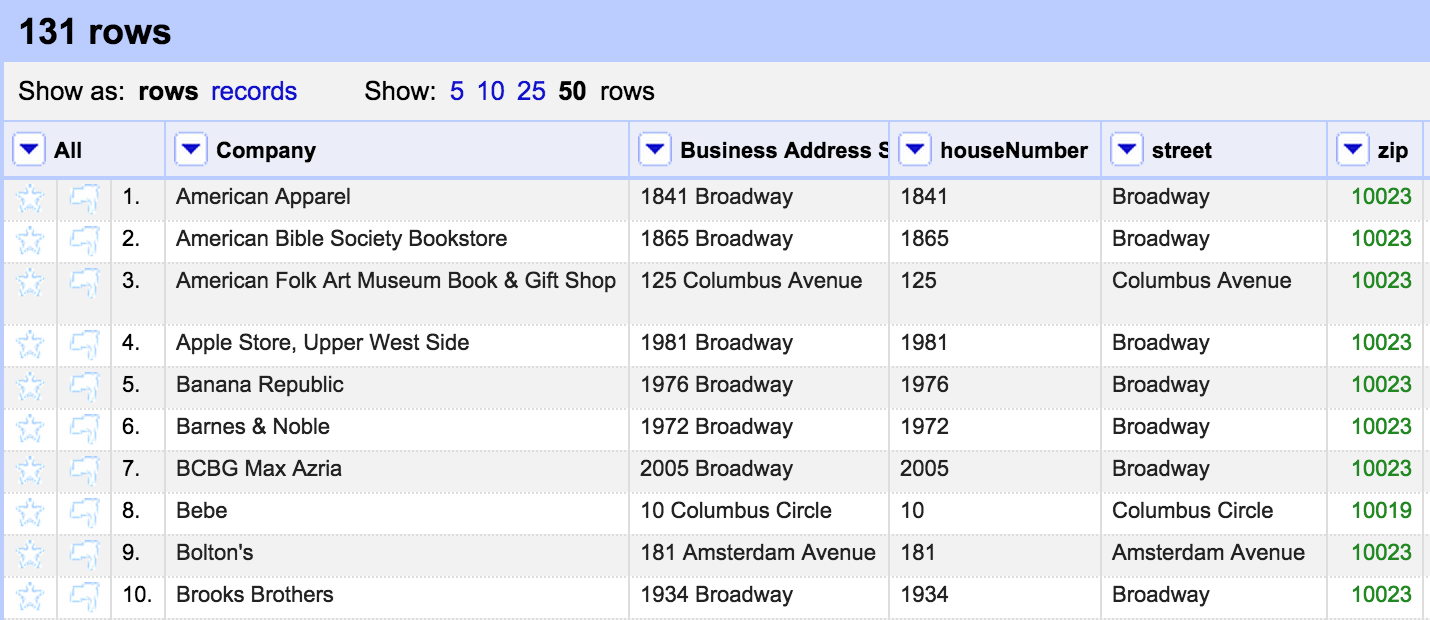 131 rows
Show as: rows records Show: 5 10 25 50 rows
All Company Business Address S houseNumber street zip
1. American Apparel 1841 Broadway 1841 Broadway 10023
2. American Bible Society Bookstore 1865 Broadway 1865 Broadway 10023
3. American Folk Art Museum Book & Gift Shop 125 Columbus Avenue 125 Columbus Avenue 10023
4. Apple Store, Upper West Side 1981 Broadway 1981 Broadway 10023
5. Banana Republic 1976 Broadway 1976 Broadway 10023
6. Barnes & Noble 1972 Broadway 1972 Broadway 10023
7. BCBG Max Azria 2005 Broadway 2005 Broadway 10023
8. Bebe 10 Columbus Circle 10 Columbus Circle 10019
9. Bolton's 181 Amsterdam Avenue 181 Amsterdam Avenue 10023
10. Brooks Brothers 1934 Broadway 1934 Broadway 10023